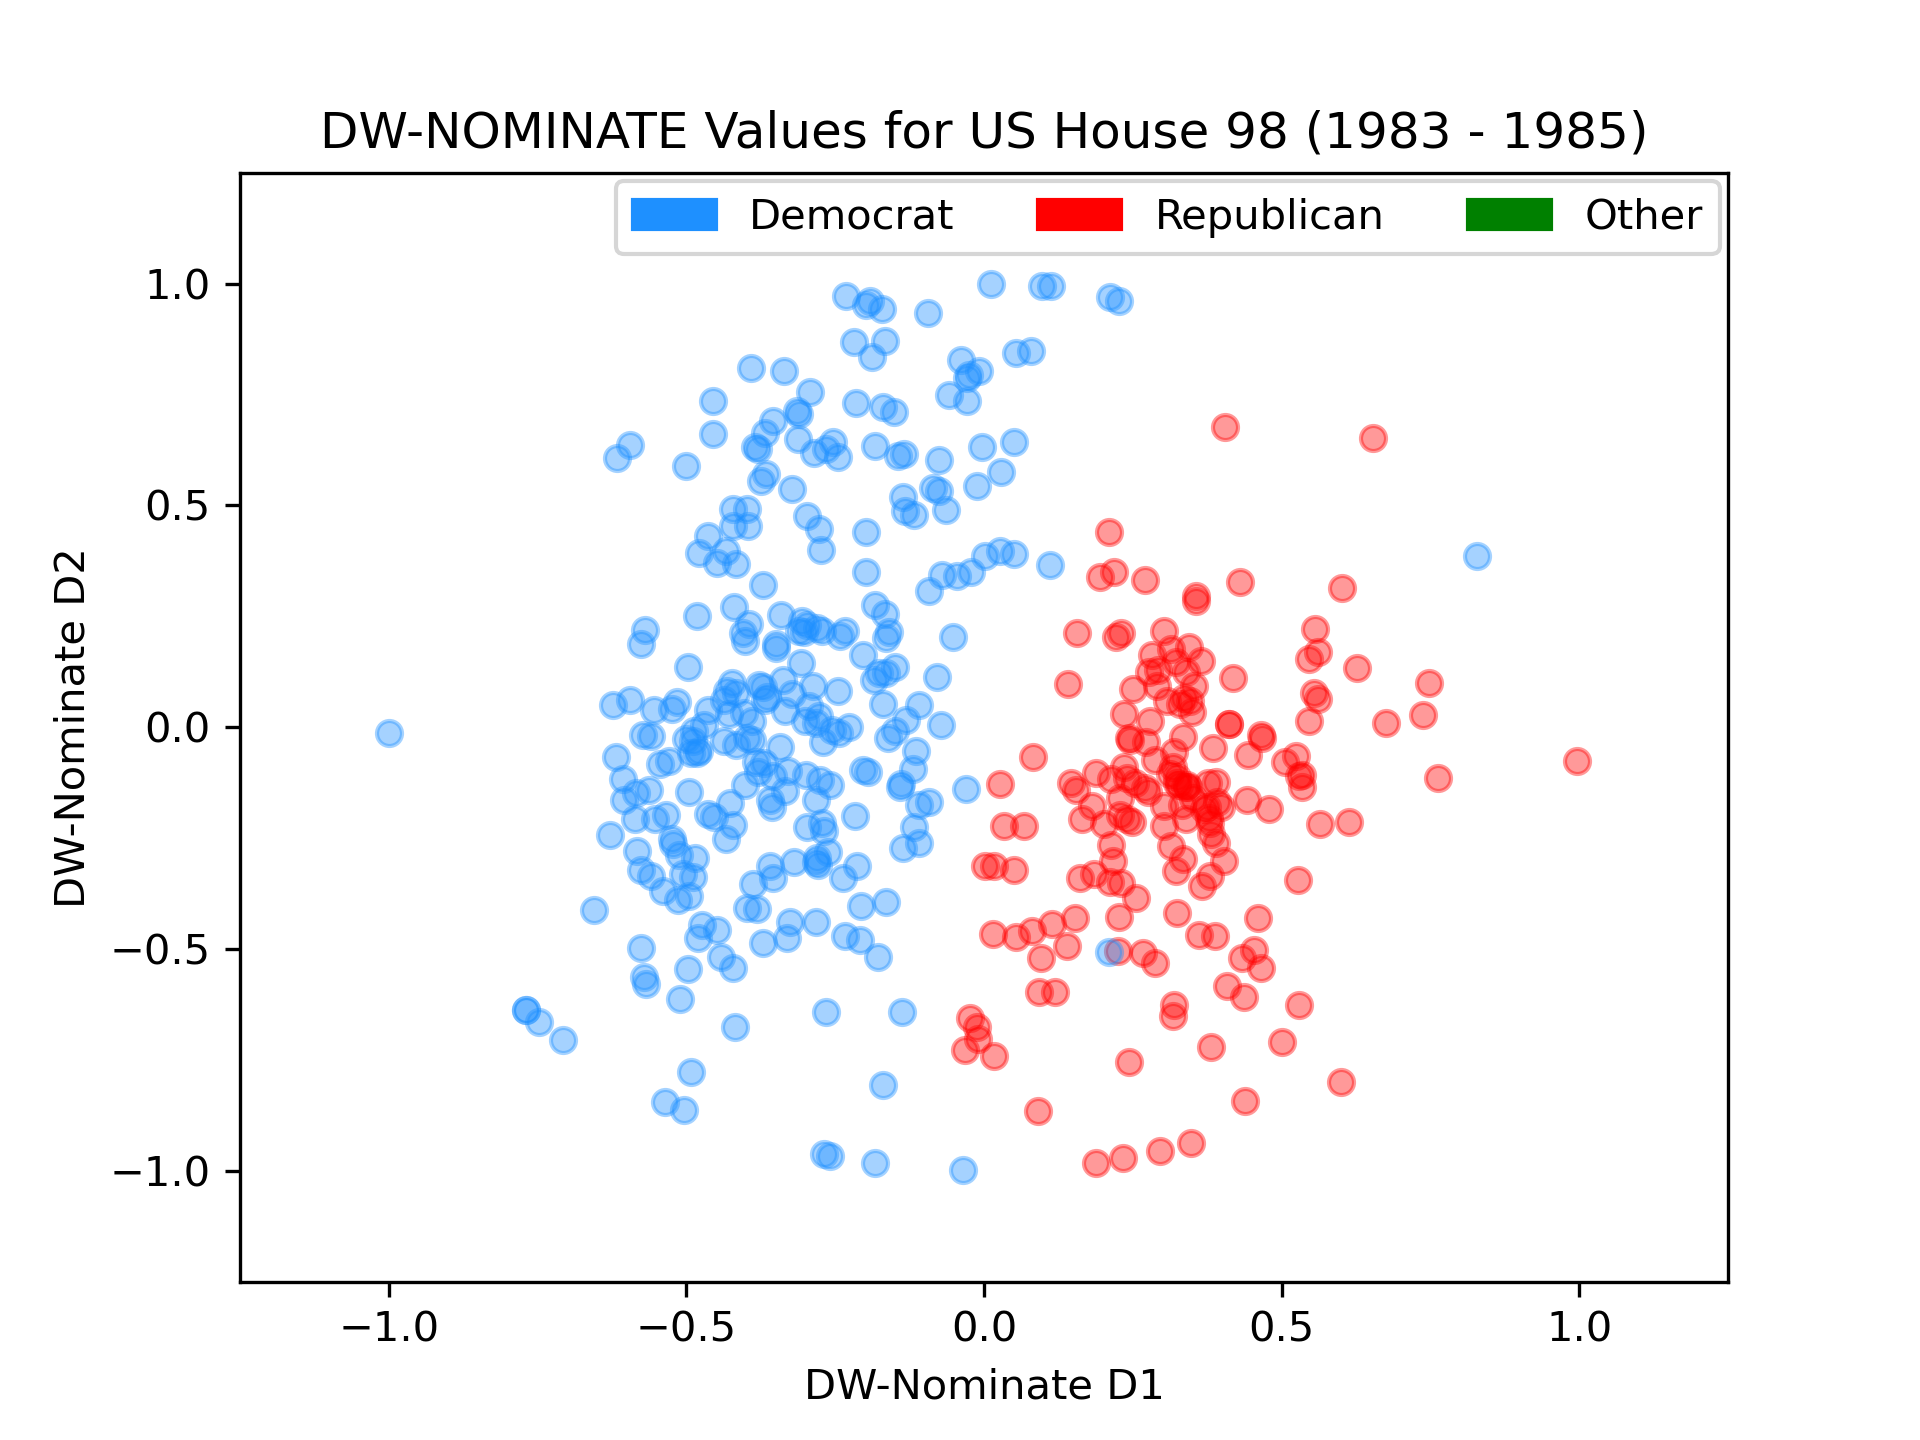 DW-NOMINATE Values for US House 98 (1983 - 1985)
Democrat Republican Other
1.0
0.5
0.0
−0.5
−1.0
DW-Nominate D2
−1.0 −0.5 0.0 0.5 1.0
DW-Nominate D1